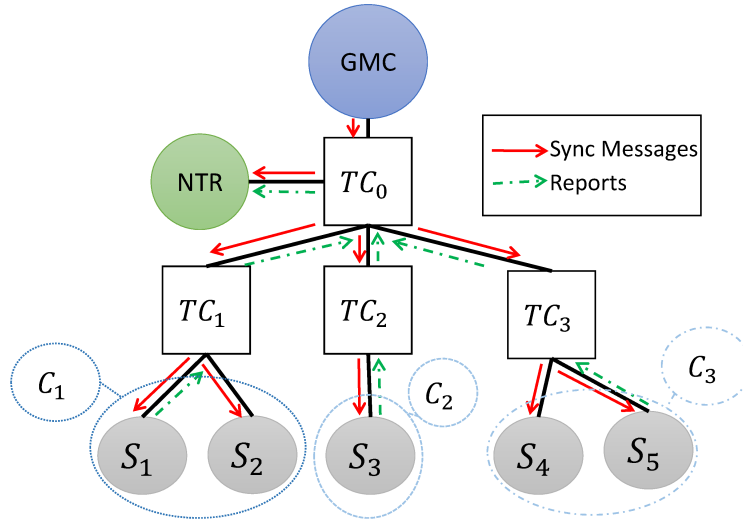 GMC
NTR
TC₀
Sync Messages
Reports
TC₁
TC₂
TC₃
C₁
C₂
C₃
S₁
S₂
S₃
S₄
S₅